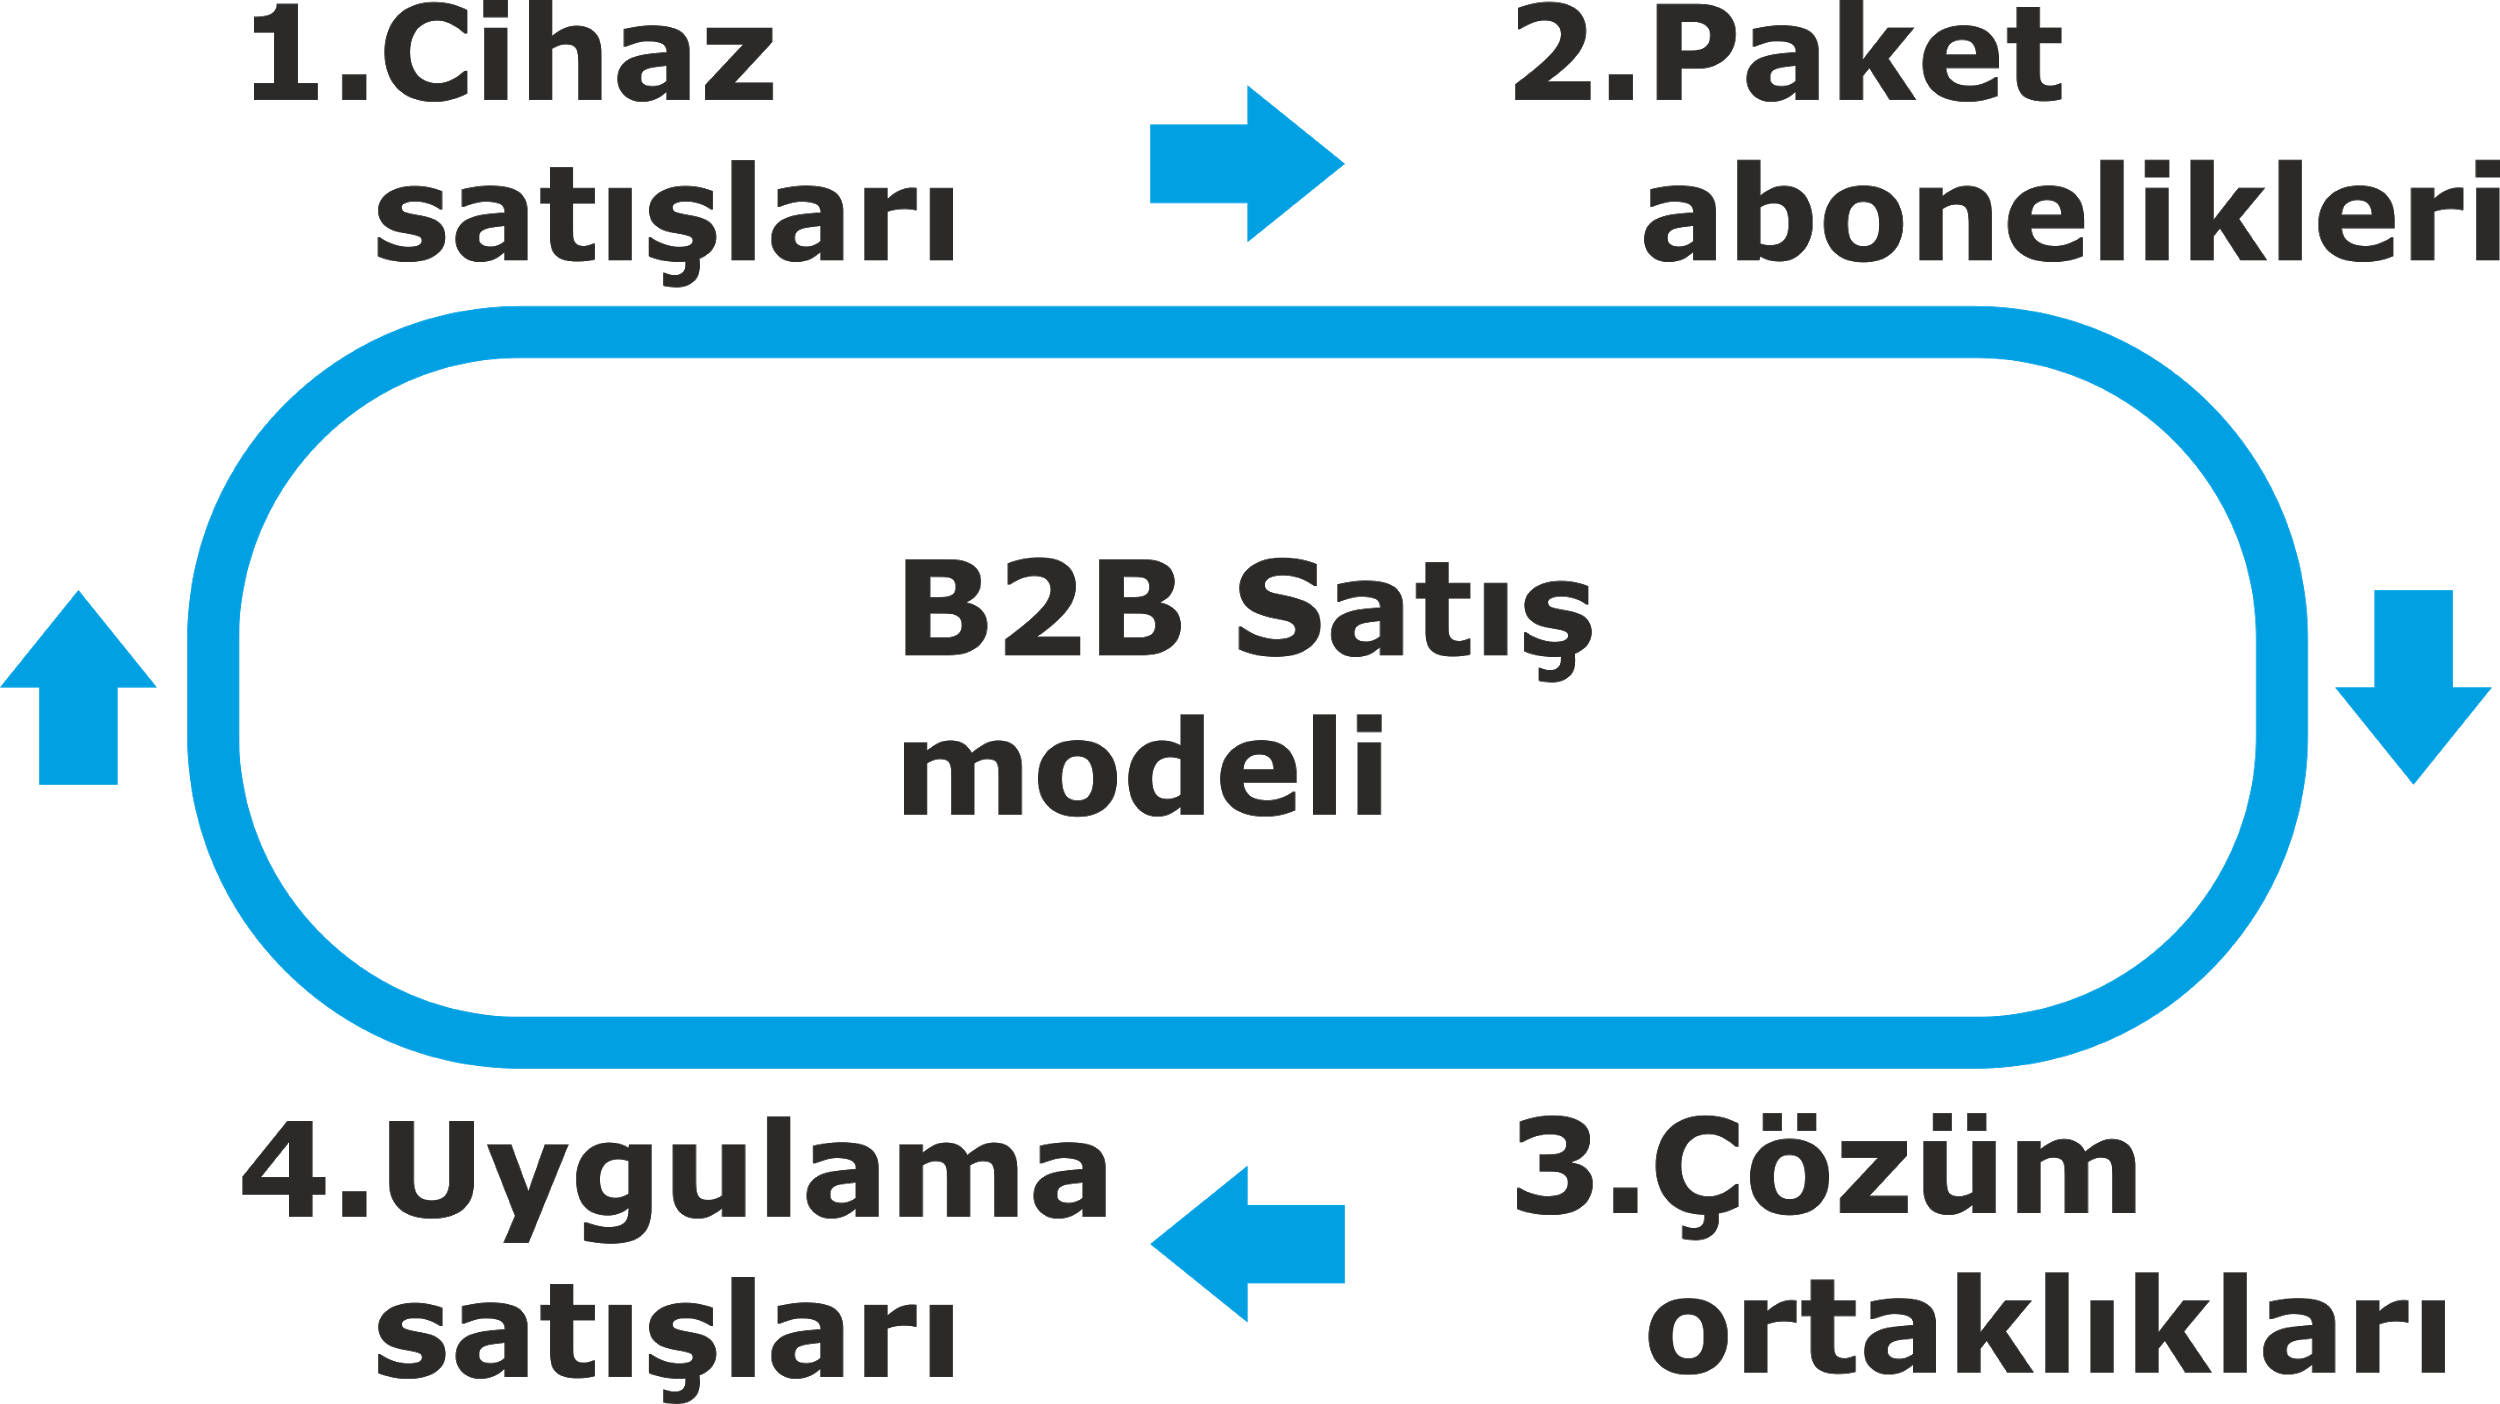 1.Cihaz
satışları
2.Paket
abonelikleri
B2B Satış
modeli
4.Uygulama
satışları
3.Çözüm
ortaklıkları